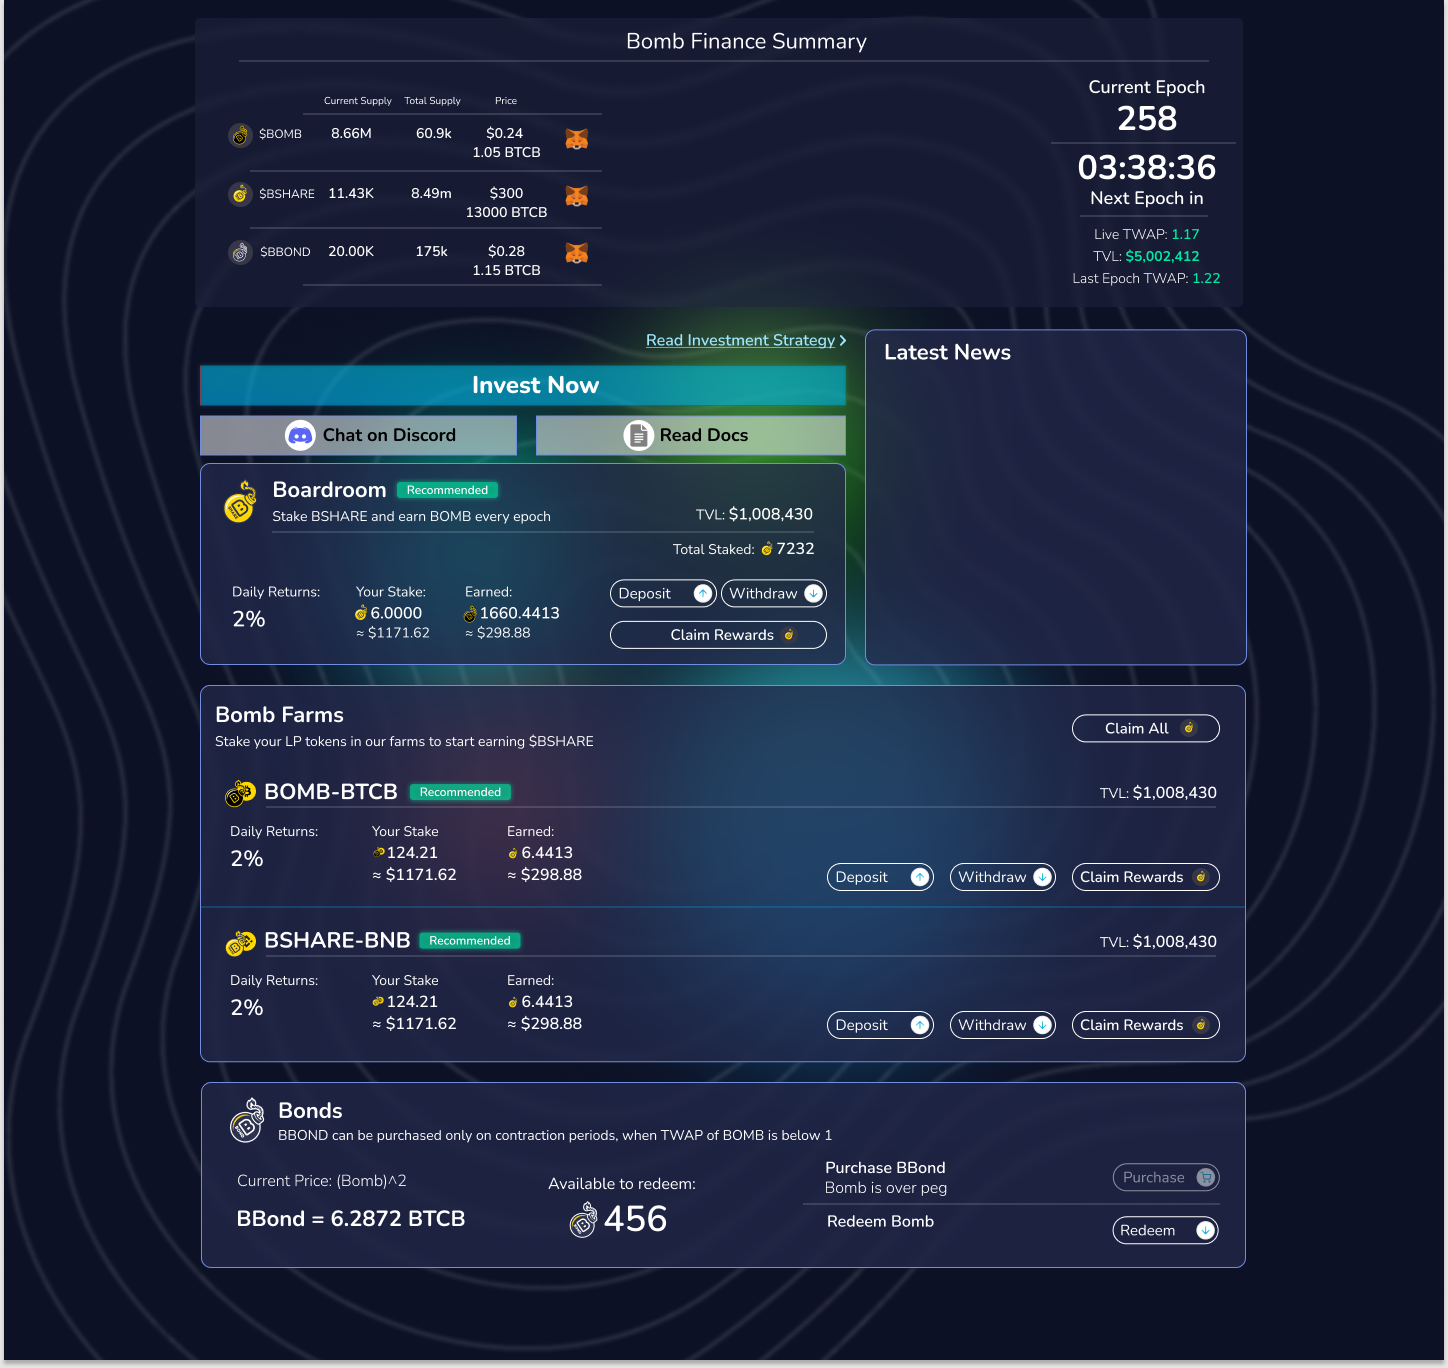 Bomb Finance Summary
Current Supply Total Supply Price
$BOMB 8.66M 60.9k $0.24
1.05 BTCB
$BSHARE 11.43K 8.49m $300
13000 BTCB
$BBOND 20.00K 175k $0.28
1.15 BTCB
Current Epoch
258
03:38:36
Next Epoch in
Live TWAP: 1.17
TVL: $5,002,412
Last Epoch TWAP: 1.22
Read Investment Strategy
Invest Now
Chat on Discord
Read Docs
Latest News
Boardroom Recommended
Stake BSHARE and earn BOMB every epoch
TVL: $1,008,430
Total Staked: 7232
Daily Returns: Your Stake: Earned:
2% 6.0000 1660.4413
≈ $1171.62 ≈ $298.88
Deposit Withdraw
Claim Rewards
Bomb Farms
Stake your LP tokens in our farms to start earning $BSHARE
Claim All
BOMB-BTCB Recommended TVL: $1,008,430
Daily Returns: Your Stake Earned:
2% 124.21 6.4413
≈ $1171.62 ≈ $298.88
Deposit Withdraw Claim Rewards
BSHARE-BNB Recommended TVL: $1,008,430
Daily Returns: Your Stake Earned:
2% 124.21 6.4413
≈ $1171.62 ≈ $298.88
Deposit Withdraw Claim Rewards
Bonds
BBOND can be purchased only on contraction periods, when TWAP of BOMB is below 1
Current Price: (Bomb)^2
BBond = 6.2872 BTCB
Available to redeem:
456
Purchase BBond
Bomb is over peg
Purchase
Redeem Bomb
Redeem